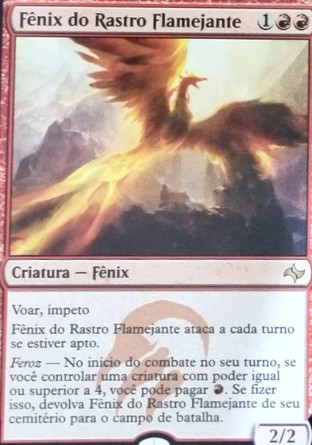 Fênix do Rastro Flamejante 1
Criatura — Fênix
Voar, ímpeto
Fênix do Rastro Flamejante ataca a cada turno
se estiver apto.
Feroz — No início do combate no seu turno, se
você controlar uma criatura com poder igual
ou superior a 4, você pode pagar. Se fizer
isso, devolva Fênix do Rastro Flamejante de seu
cemitério para o campo de batalha.
2/2